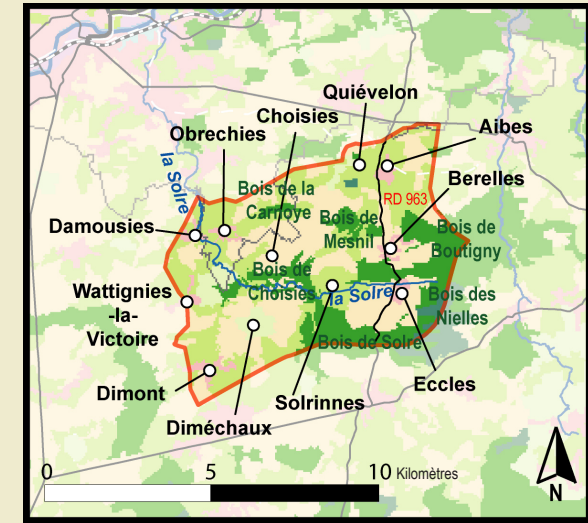 Quiévelon
Choisies
Aibes
Obrechies
la Solre
Bois de la
Carnoye
RD 963
Berelles
Bois de
Mesnil
Bois de
Boutigny
Damousies
Bois de
Choisies
la Solre
Bois des
Nielles
Wattignies
-la-
Victoire
Bois de Solre
Eccles
Dimont
Solrinnes
Diméchaux
0
5
10 Kilomètres
N